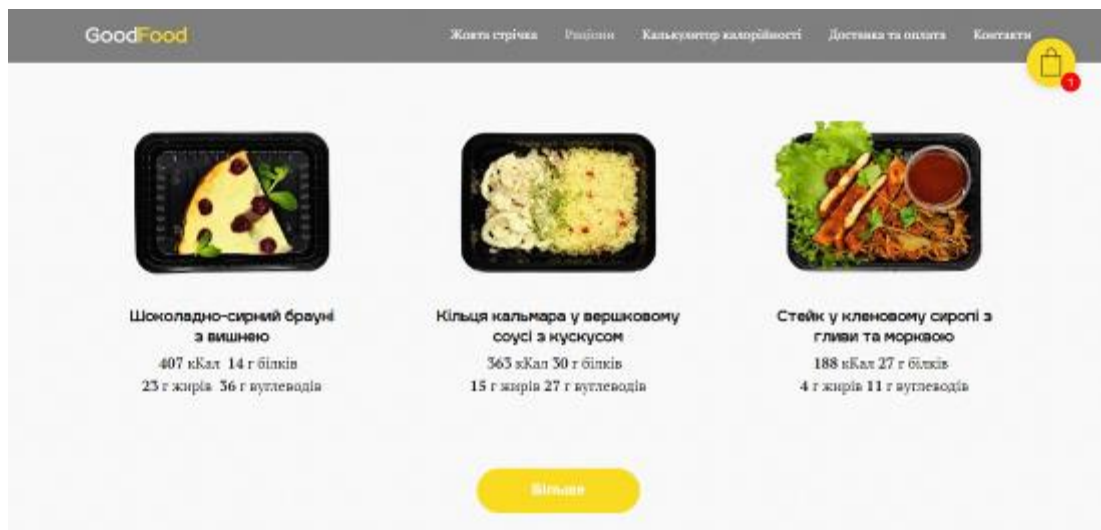 GoodFood
Жовта стрічка Раціони Калькулятор калорійності Доставка та оплата Контакти
1
Шоколадно-сирний брауні
з вишнею
407 кКал 14 г білків
23 г жирів 36 г вуглеводів
Кільця кальмара у вершковому
соусі з кускусом
363 кКал 30 г білків
15 г жирів 27 г вуглеводів
Стейк у кленовому сиропі з
гливи та морквою
188 кКал 27 г білків
4 г жирів 11 г вуглеводів
Більше